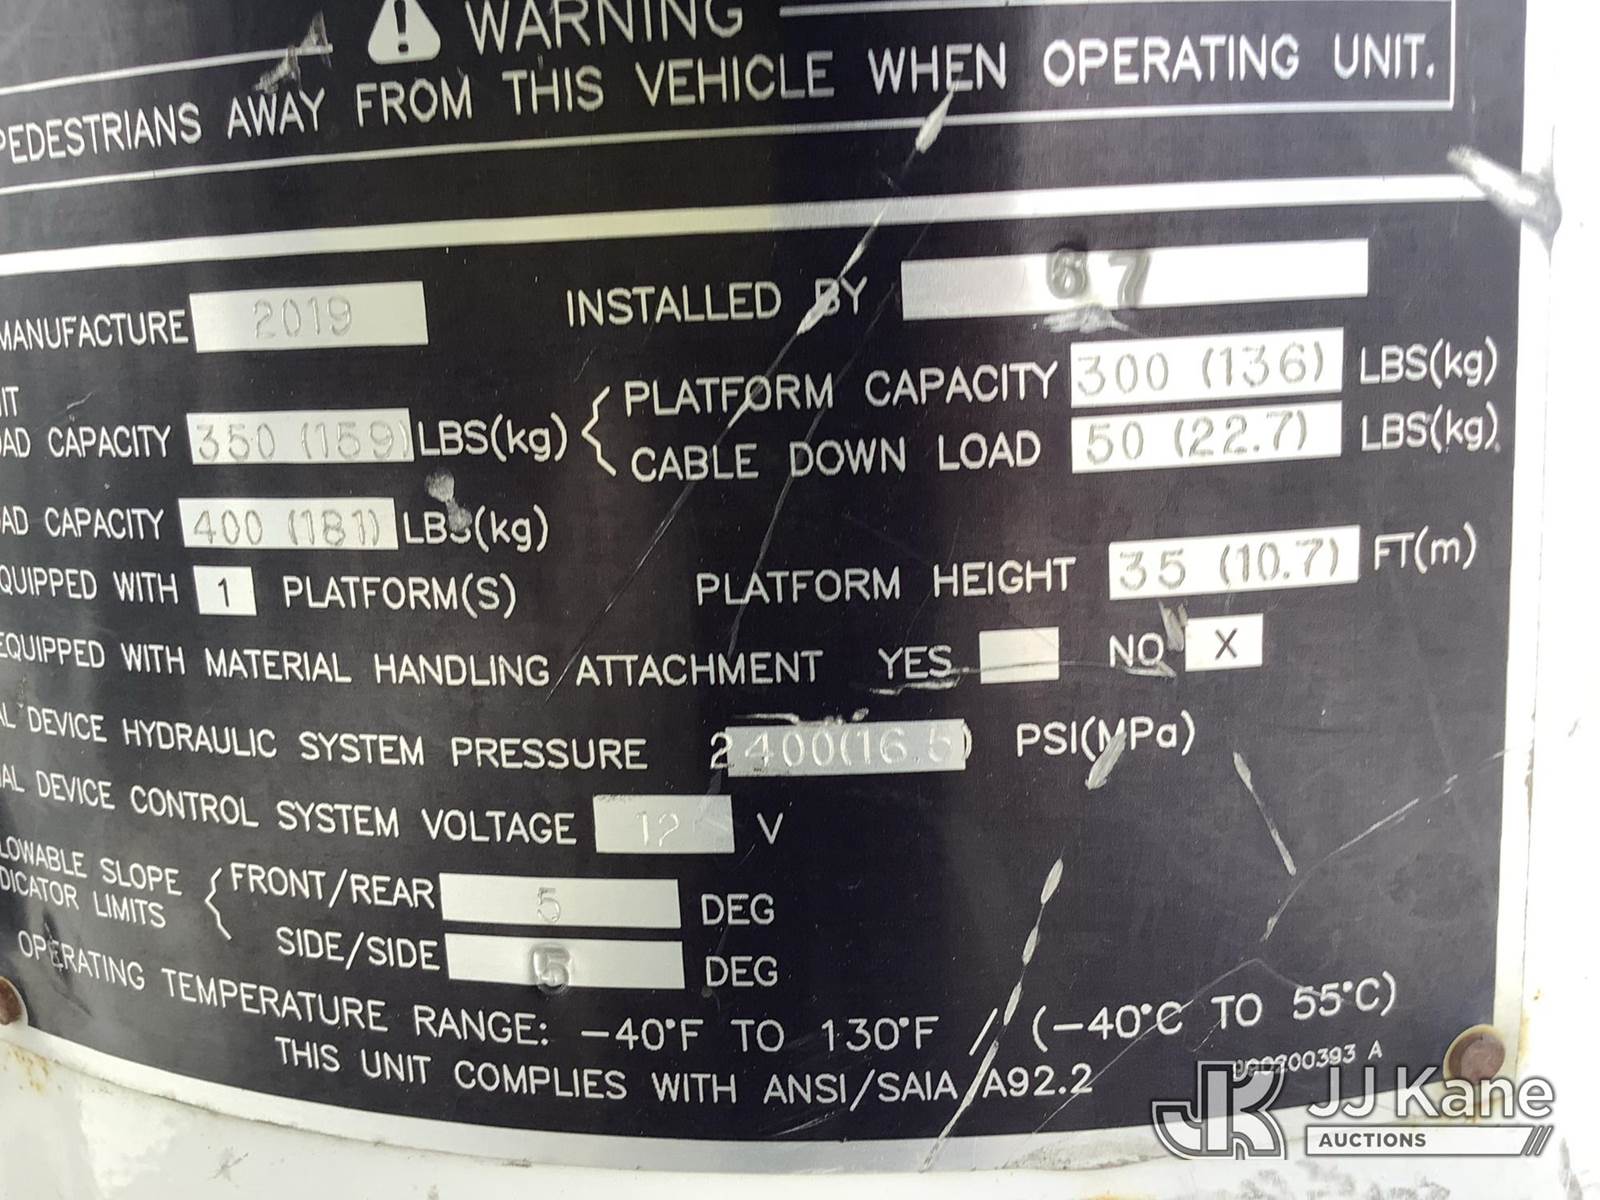 WARNING
PEDESTRIANS AWAY FROM THIS VEHICLE WHEN OPERATING UNIT.
MANUFACTURE 2019 INSTALLED BY 67
CAPACITY 350 (159) LBS(kg) PLATFORM CAPACITY 300 (136) LBS(kg)
CABLE DOWN LOAD 50 (22.7) LBS(kg)
CAPACITY 400 (181) LBS(kg)
EQUIPPED WITH 1 PLATFORM(S) PLATFORM HEIGHT 35 (10.7) FT(m)
EQUIPPED WITH MATERIAL HANDLING ATTACHMENT YES NO X
DEVICE HYDRAULIC SYSTEM PRESSURE 2400(16.5) PSI(MPa)
DEVICE CONTROL SYSTEM VOLTAGE 12 V
SLOPE FRONT/REAR 5 DEG
LIMITS SIDE/SIDE 5 DEG
OPERATING TEMPERATURE RANGE: -40°F TO 130°F / (-40°C TO 55°C)
THIS UNIT COMPLIES WITH ANSI/SAIA A92.2
JJ Kane
AUCTIONS